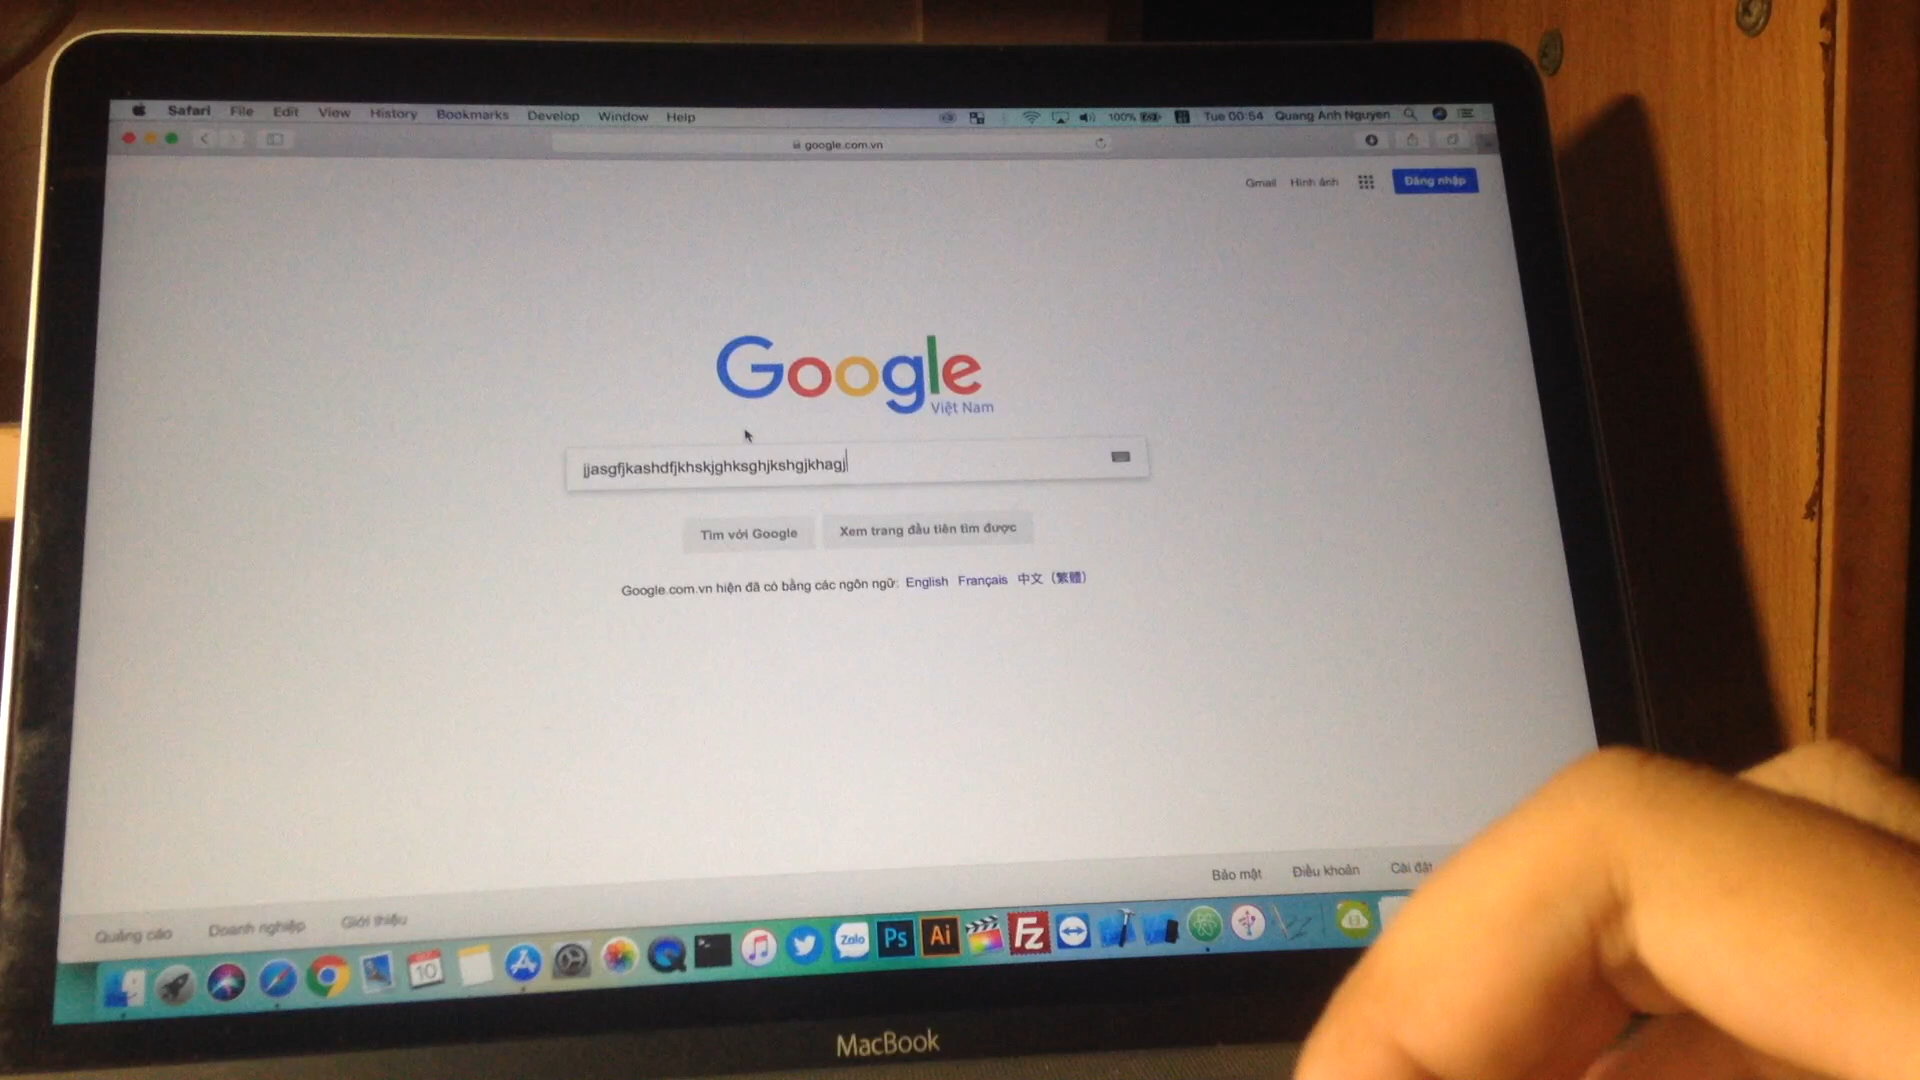 Safari File Edit View History Bookmarks Develop Window Help 100% Tue 00:54 Quang Anh Nguyen
google.com.vn
Gmail Hình ảnh Đăng nhập
Google
Việt Nam
jjasgfjkashdfjkhskjghksghjkshgjkhagj
Tìm với Google Xem trang đầu tiên tìm được
Google.com.vn hiện đã có bằng các ngôn ngữ: English Français 中文 (繁體)
Bảo mật Điều khoản Cài đặt
Quảng cáo Doanh nghiệp Giới thiệu
10 Zalo Ps Ai Fz
MacBook